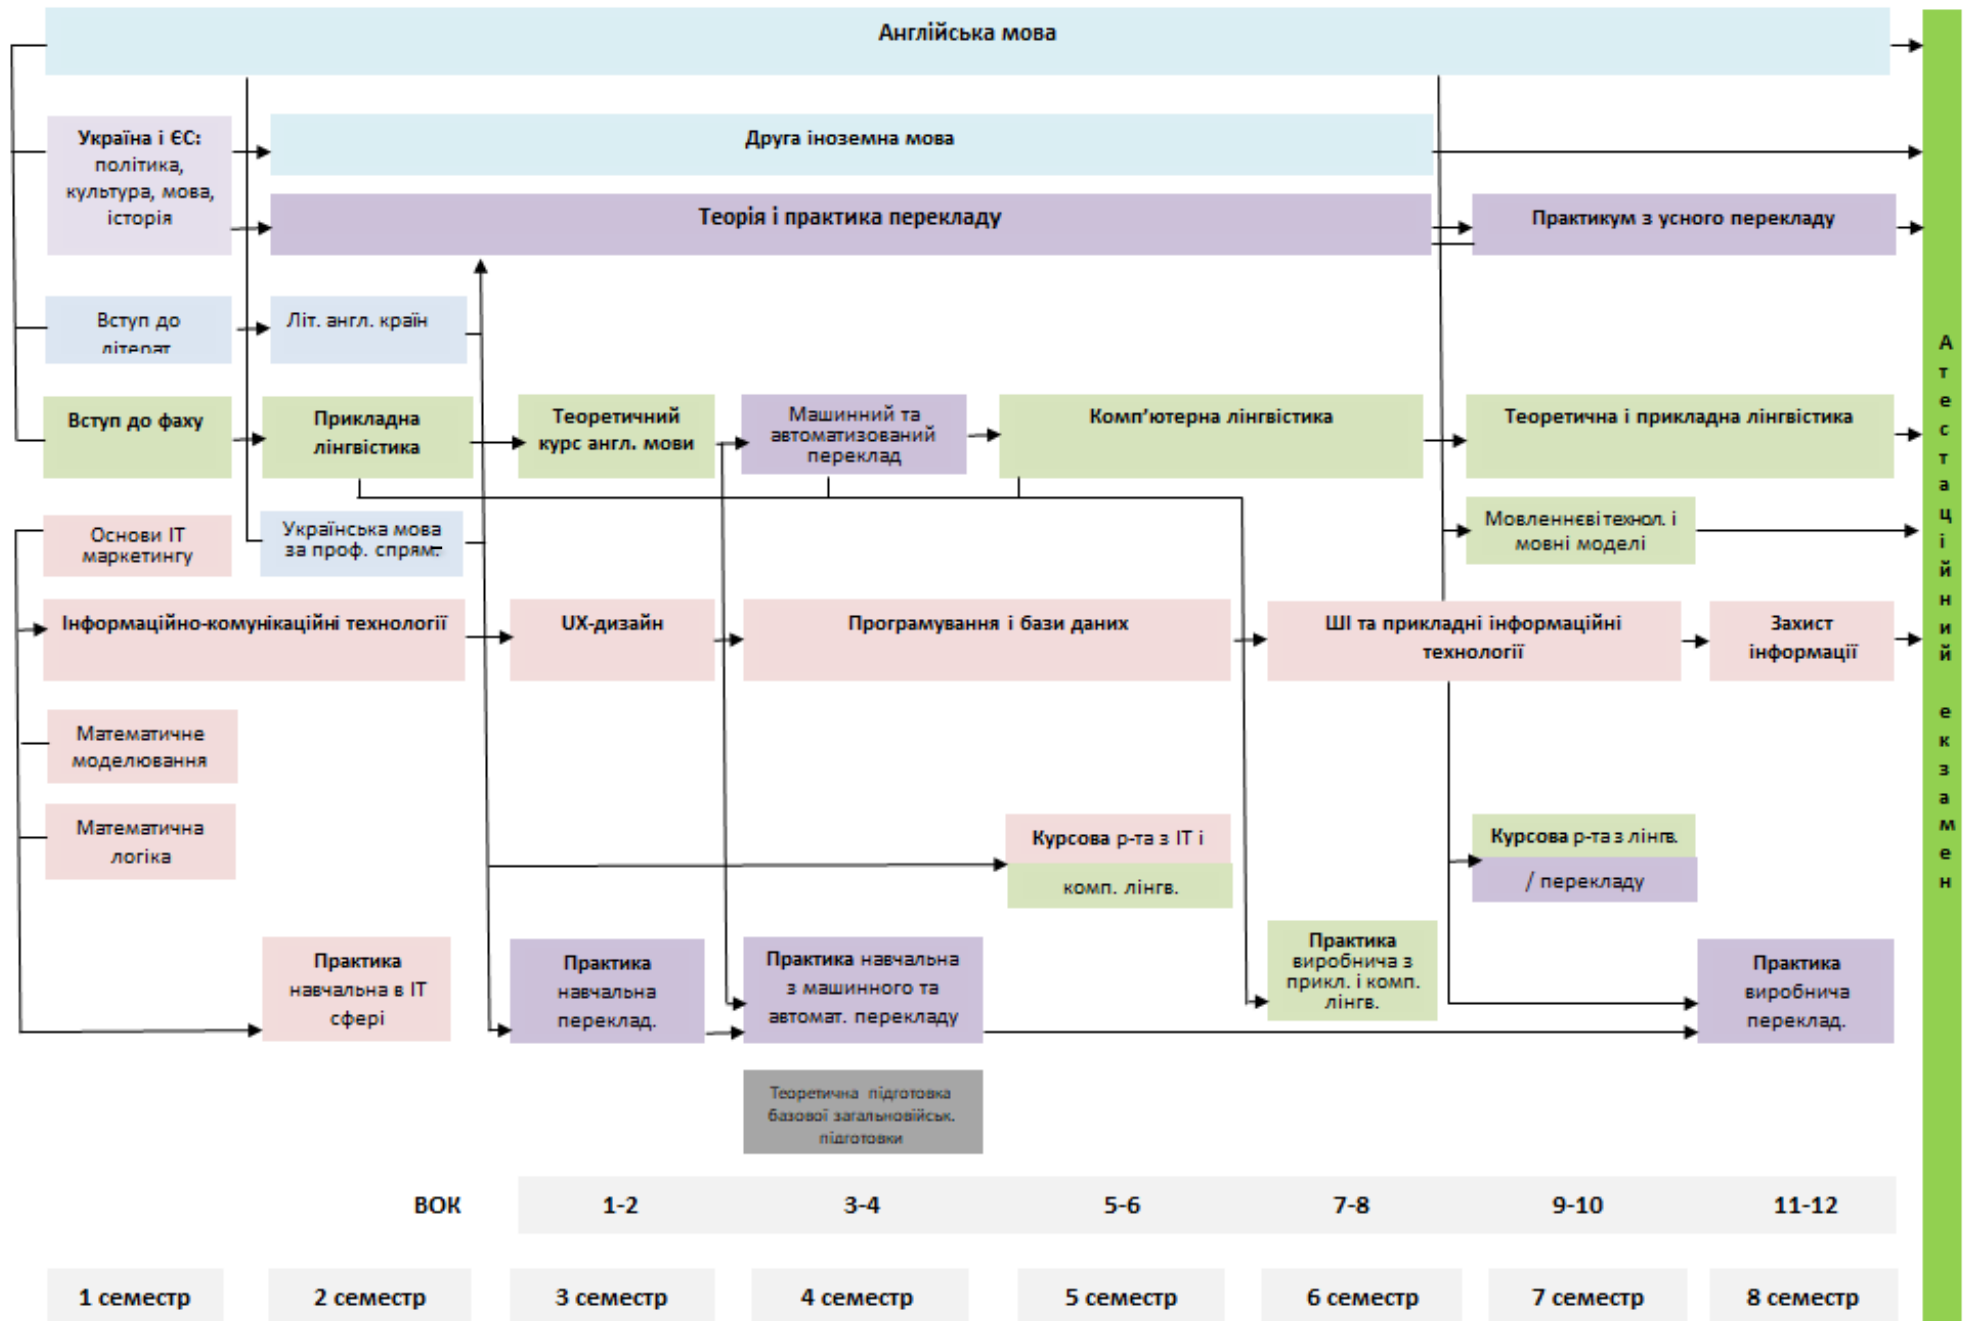 Англійська мова
Україна і ЄС:
політика,
культура, мова,
історія
Друга іноземна мова
Теорія і практика перекладу
Практикум з усного перекладу
Вступ до
літерат
Літ. англ. країн
Вступ до фаху
Прикладна
лінгвістика
Теоретичний
курс англ. мови
Машинний та
автоматизований
переклад
Комп’ютерна лінгвістика
Теоретична і прикладна лінгвістика
Основи ІТ
маркетингу
Українська мова
за проф. спрям.
Мовленнєві технол. і
мовні моделі
Інформаційно-комунікаційні технології
UX-дизайн
Програмування і бази даних
ШІ та прикладні інформаційні
технології
Захист
інформації
Математичне
моделювання
Математична
логіка
Курсова р-та з ІТ і
комп. лінгв.
Курсова р-та з лінгв.
/ перекладу
Практика
навчальна в ІТ
сфері
Практика
навчальна
переклад.
Практика навчальна
з машинного та
автомат. перекладу
Практика
виробнича з
прикл. і комп.
лінгв.
Практика
виробнича
переклад.
Теоретична підготовка
базової загальновійськ.
підготовки
ВОК
1-2
3-4
5-6
7-8
9-10
11-12
1 семестр
2 семестр
3 семестр
4 семестр
5 семестр
6 семестр
7 семестр
8 семестр
Атестаційний екзамен